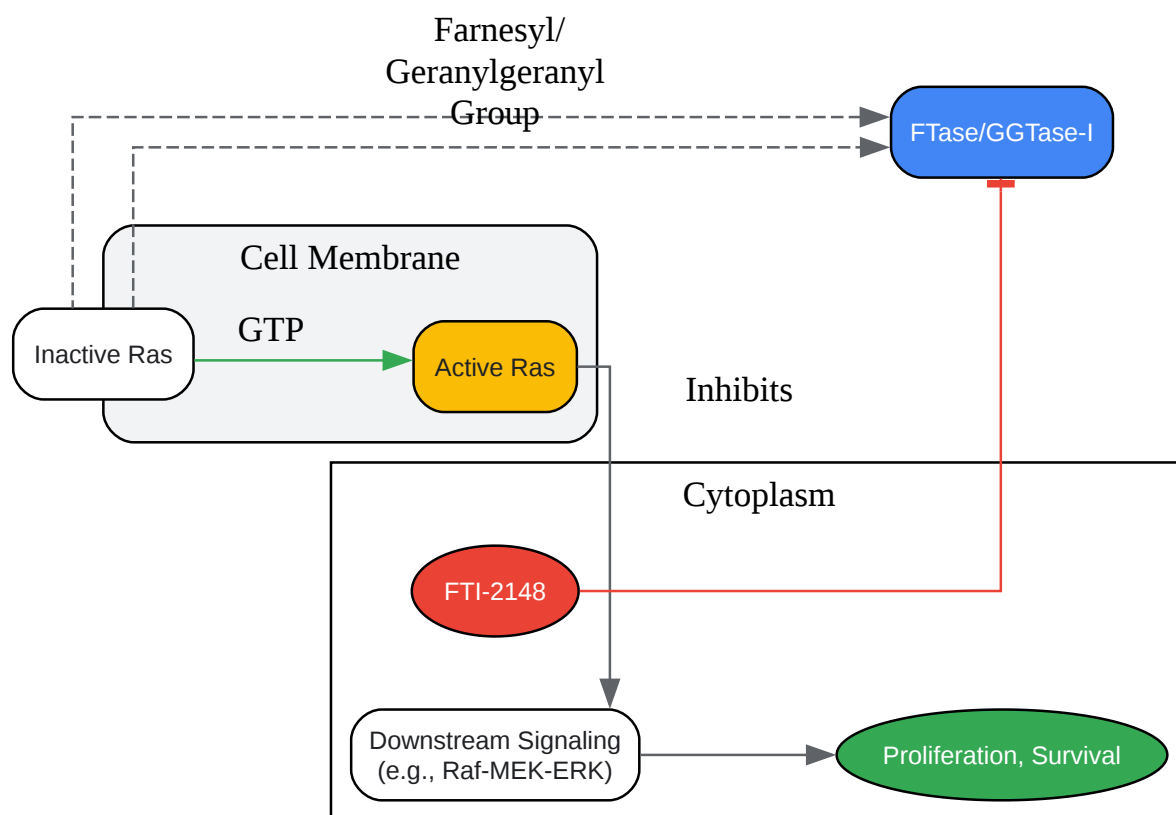 Farnesyl/
Geranylgeranyl
Group
FTase/GGTase-I
Cell Membrane
GTP
Inactive Ras
Active Ras
Inhibits
Cytoplasm
FTI-2148
Downstream Signaling
(e.g., Raf-MEK-ERK)
Proliferation, Survival